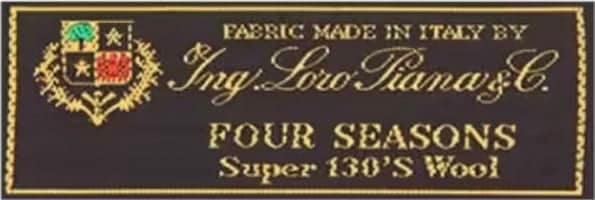 FABRIC MADE IN ITALY BY
Ing. Loro Piana & C.
FOUR SEASONS
Super 130'S Wool